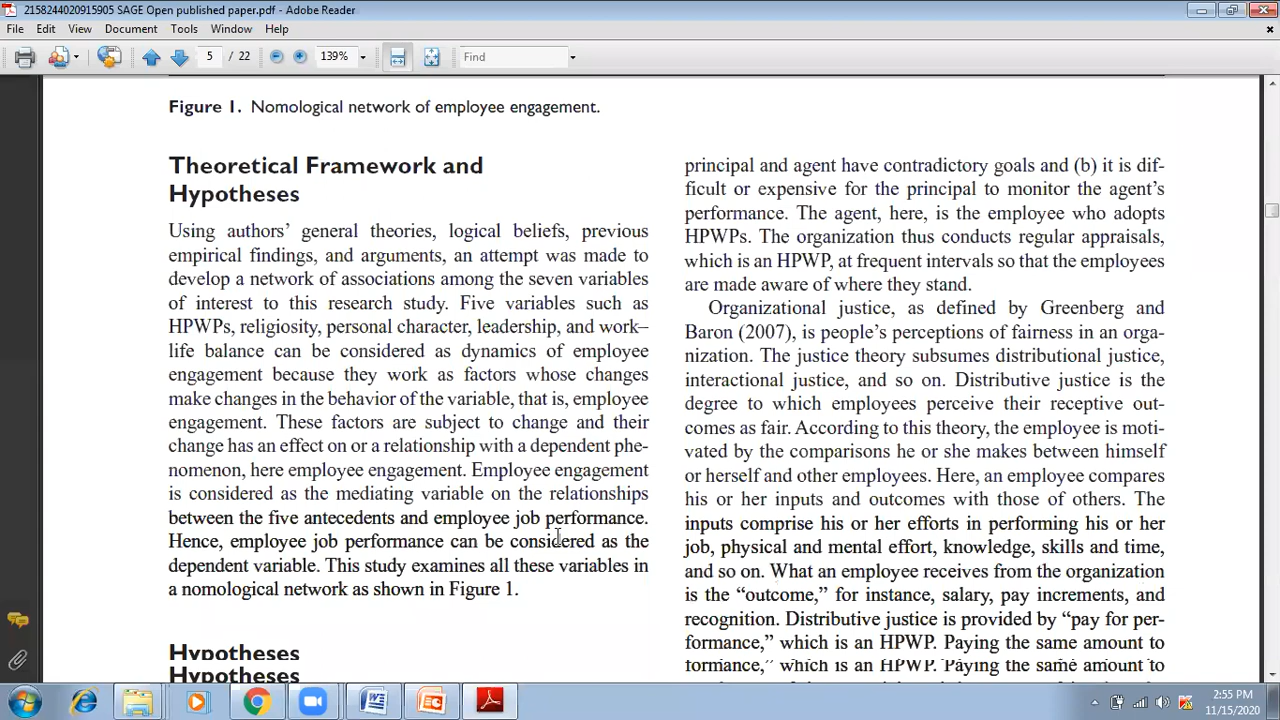 2158244020915905 SAGE Open published paper.pdf - Adobe Reader
File Edit View Document Tools Window Help
5 / 22 139% Find
Figure 1. Nomological network of employee engagement.
Theoretical Framework and
Hypotheses
Using authors' general theories, logical beliefs, previous
empirical findings, and arguments, an attempt was made to
develop a network of associations among the seven variables
of interest to this research study. Five variables such as
HPWPs, religiosity, personal character, leadership, and work–
life balance can be considered as dynamics of employee
engagement because they work as factors whose changes
make changes in the behavior of the variable, that is, employee
engagement. These factors are subject to change and their
change has an effect on or a relationship with a dependent phe-
nomenon, here employee engagement. Employee engagement
is considered as the mediating variable on the relationships
between the five antecedents and employee job performance.
Hence, employee job performance can be considered as the
dependent variable. This study examines all these variables in
a nomological network as shown in Figure 1.
Hypotheses
Hypotheses
principal and agent have contradictory goals and (b) it is dif-
ficult or expensive for the principal to monitor the agent's
performance. The agent, here, is the employee who adopts
HPWPs. The organization thus conducts regular appraisals,
which is an HPWP, at frequent intervals so that the employees
are made aware of where they stand.
Organizational justice, as defined by Greenberg and
Baron (2007), is people's perceptions of fairness in an orga-
nization. The justice theory subsumes distributional justice,
interactional justice, and so on. Distributive justice is the
degree to which employees perceive their receptive out-
comes as fair. According to this theory, the employee is moti-
vated by the comparisons he or she makes between himself
or herself and other employees. Here, an employee compares
his or her inputs and outcomes with those of others. The
inputs comprise his or her efforts in performing his or her
job, physical and mental effort, knowledge, skills and time,
and so on. What an employee receives from the organization
is the “outcome,” for instance, salary, pay increments, and
recognition. Distributive justice is provided by “pay for per-
formance,” which is an HPWP. Paying the same amount to
formance,” which is an HPWP. Paying the same amount to
2:55 PM
11/15/2020